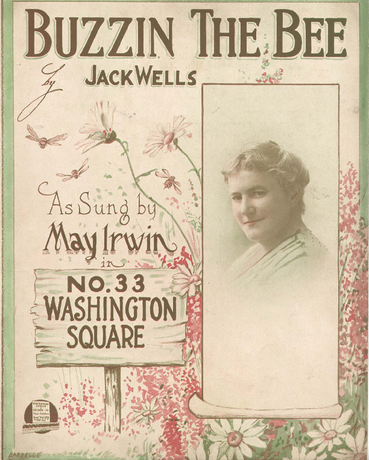 BUZZIN THE BEE
by JACK WELLS
As Sung by
May Irwin
in
NO. 33
WASHINGTON
SQUARE